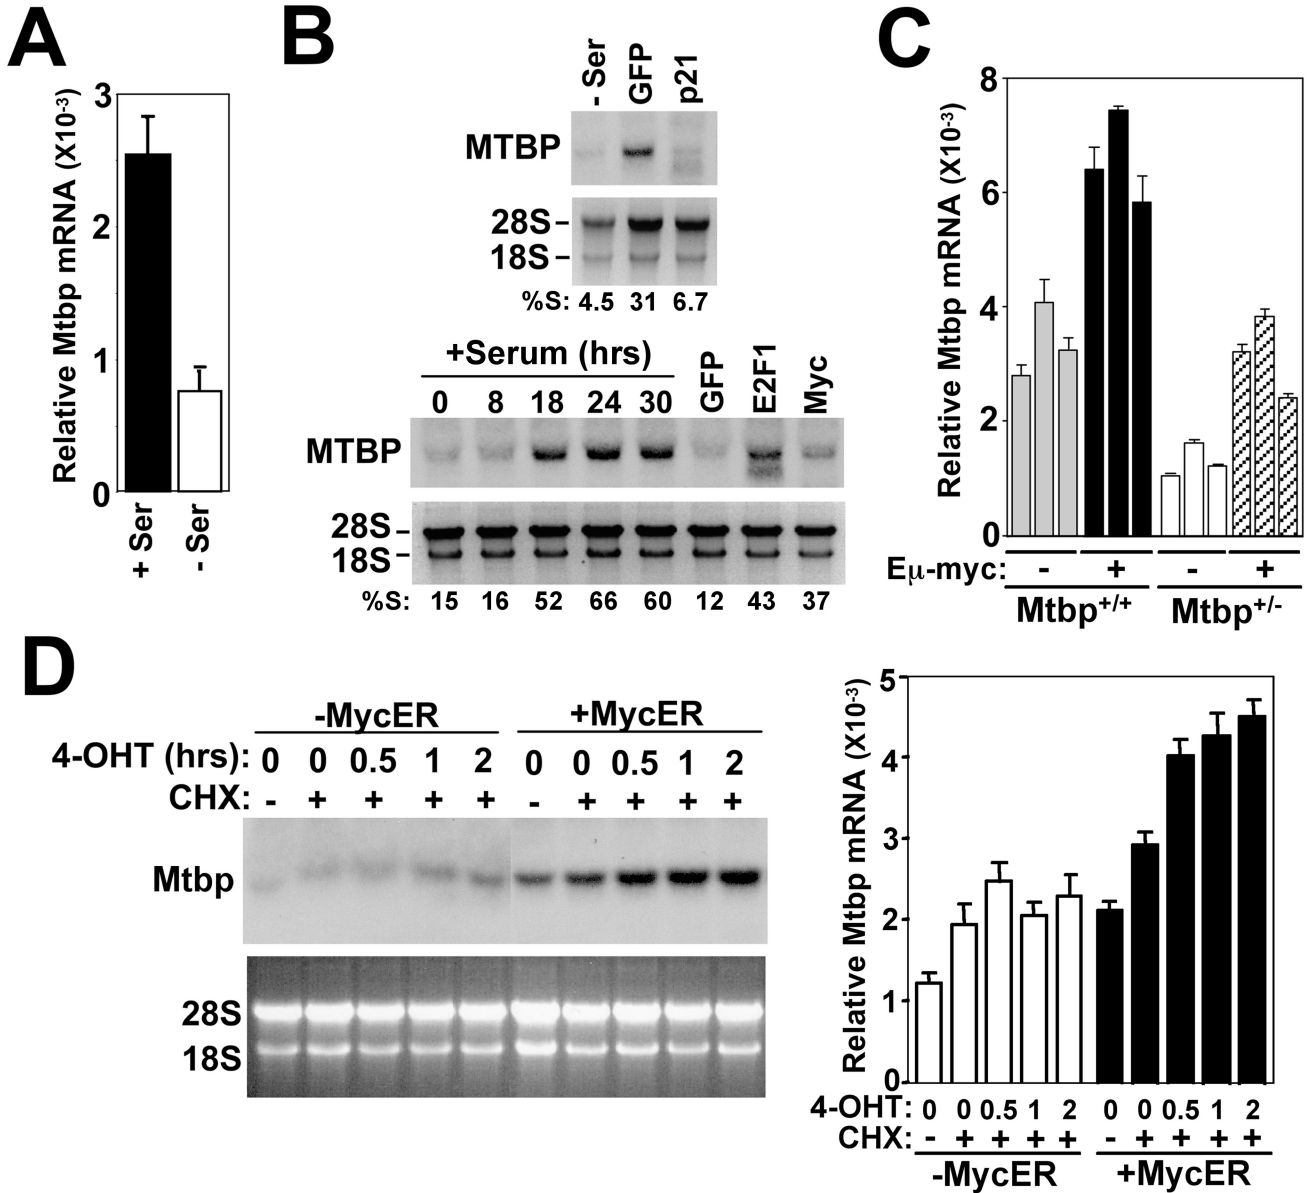 A
Relative Mtbp mRNA (X10⁻³)
3
2
1
0
+ Ser
- Ser
B
- Ser
GFP
p21
MTBP
28S –
18S –
%S: 4.5 31 6.7
+Serum (hrs)
0 8 18 24 30 GFP E2F1 Myc
MTBP
28S –
18S –
%S: 15 16 52 66 60 12 43 37
C
Relative Mtbp mRNA (X10⁻³)
8
6
4
2
0
Eμ-myc: - + - +
Mtbp⁺/⁺ Mtbp⁺/⁻
D
-MycER +MycER
4-OHT (hrs): 0 0 0.5 1 2 0 0 0.5 1 2
CHX: - + + + + - + + + +
Mtbp
28S
18S
Relative Mtbp mRNA (X10⁻³)
5
4
3
2
1
0
4-OHT: 0 0 0.5 1 2 0 0 0.5 1 2
CHX: - + + + + - + + + +
-MycER +MycER